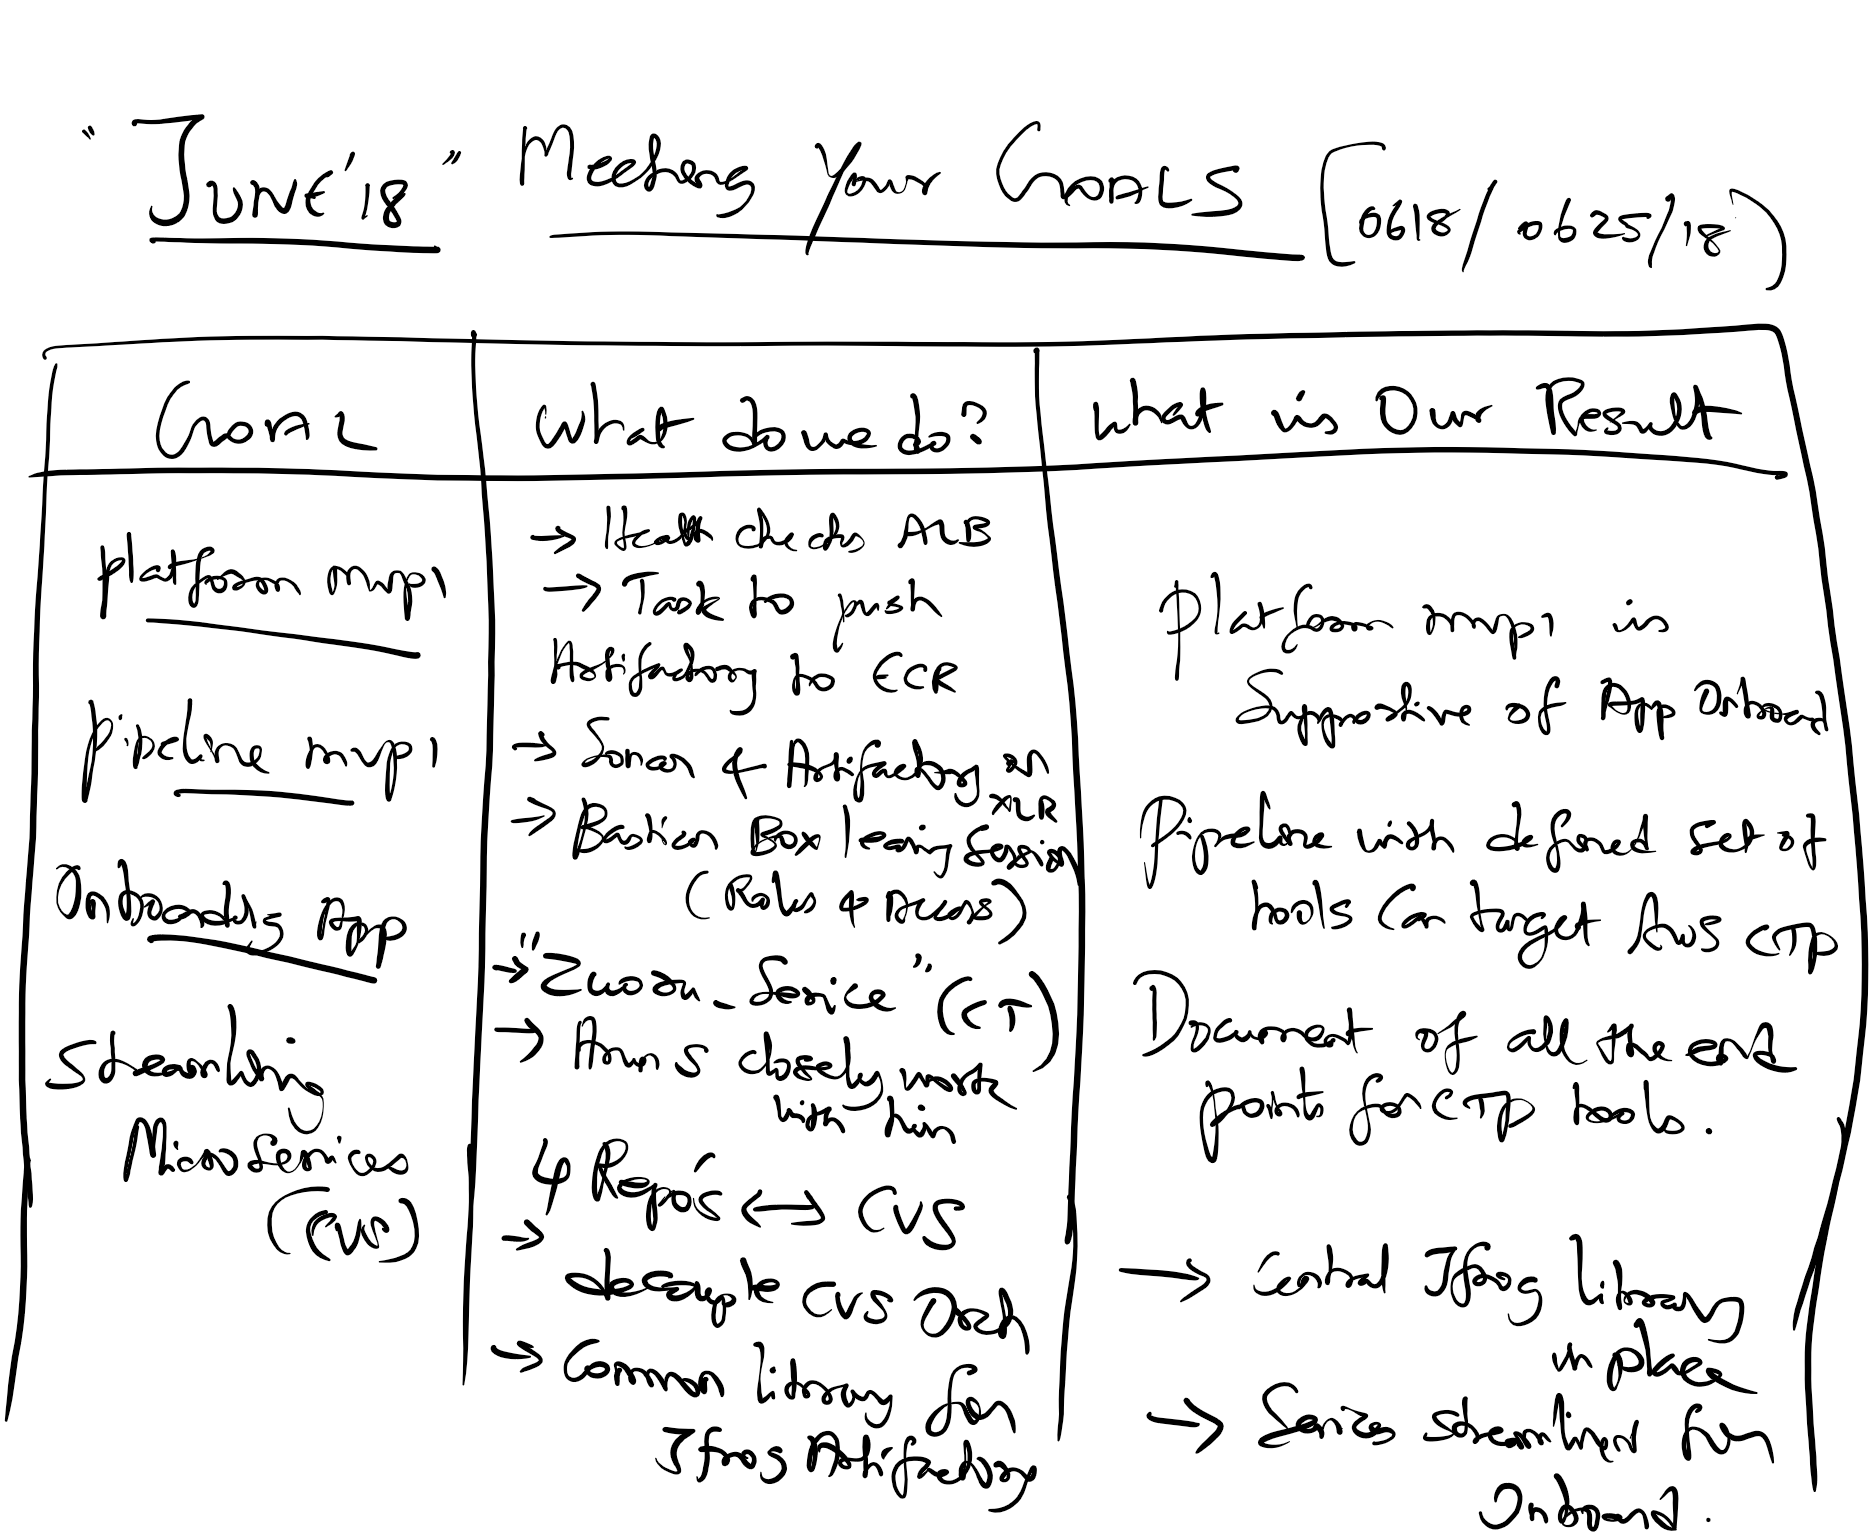 "JUNE'18" Meeting Your GOALS [0618/0625/18)
GOAL
What do we do?
What is Our Result
platform mvp1
pipeline mvp1
Onboarding App
Streamlining
Microservices
(CVS)
→ Health checks ALB
→ Task to push
Artifactory to ECR
→ Sonar & Artifactory on
XLR
→ Bastion Box learing Session
(Roles & Access)
→ "Zuora_Service" (CT)
→ Arun S closely work
with him
4 Repo's ↔ CVS
→
decouple CVS Orch
→ Common library for
Jfrog Artifactory
Platform mvp1 is
Supportive of App Onboard
Pipeline with defined set of
tools Can target AWS CTP
Document of all the end
points for CTP tools.
→ Central Jfrog library
in place
→ Services streamlined for
Onboard.